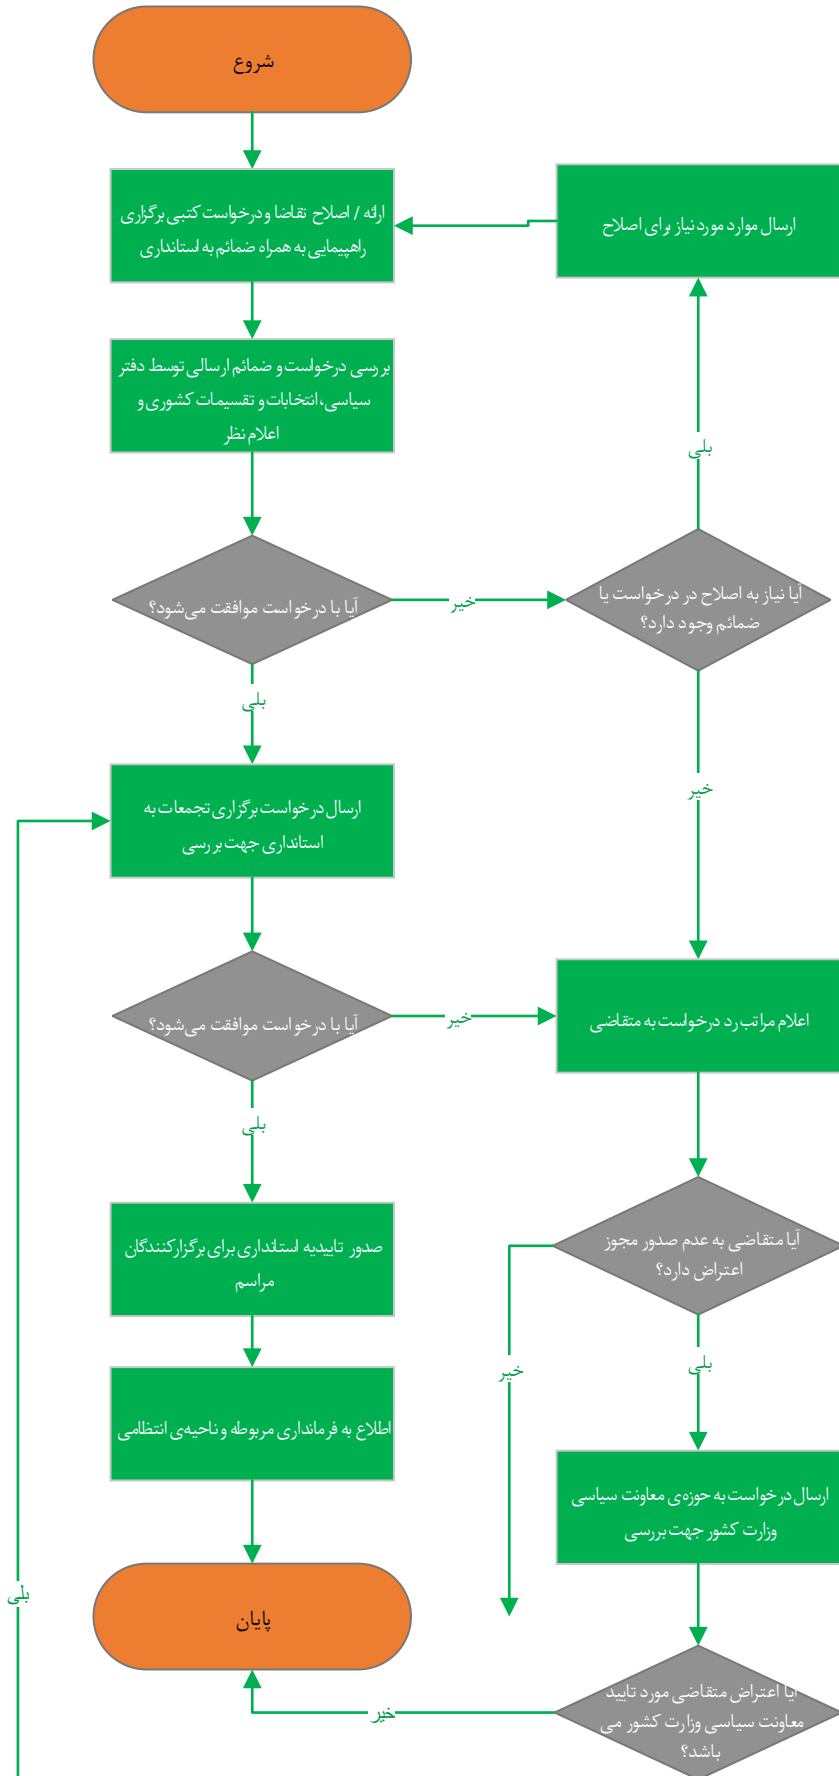 شروع
ارائه / اصلاح تقاضا و درخواست کتبی برگزاری
راهپیمایی به همراه ضمائم به استانداری
ارسال موارد مورد نیاز برای اصلاح
بررسی درخواست و ضمائم ارسالی توسط دفتر
سیاسی، انتخابات و تقسیمات کشوری و
اعلام نظر
بلی
آیا با درخواست موافقت می‌شود؟
خیر
آیا نیاز به اصلاح در درخواست یا
ضمائم وجود دارد؟
بلی
خیر
ارسال درخواست برگزاری تجمعات به
استانداری جهت بررسی
آیا با درخواست موافقت می‌شود؟
خیر
اعلام مراتب رد درخواست به متقاضی
بلی
صدور تاییدیه استانداری برای برگزارکنندگان
مراسم
آیا متقاضی به عدم صدور مجوز
اعتراض دارد؟
خیر
بلی
اطلاع به فرمانداری مربوطه و ناحیه‌ی انتظامی
ارسال درخواست به حوزه‌ی معاونت سیاسی
وزارت کشور جهت بررسی
بلی
پایان
خیر
آیا اعتراض متقاضی مورد تایید
معاونت سیاسی وزارت کشور می
باشد؟